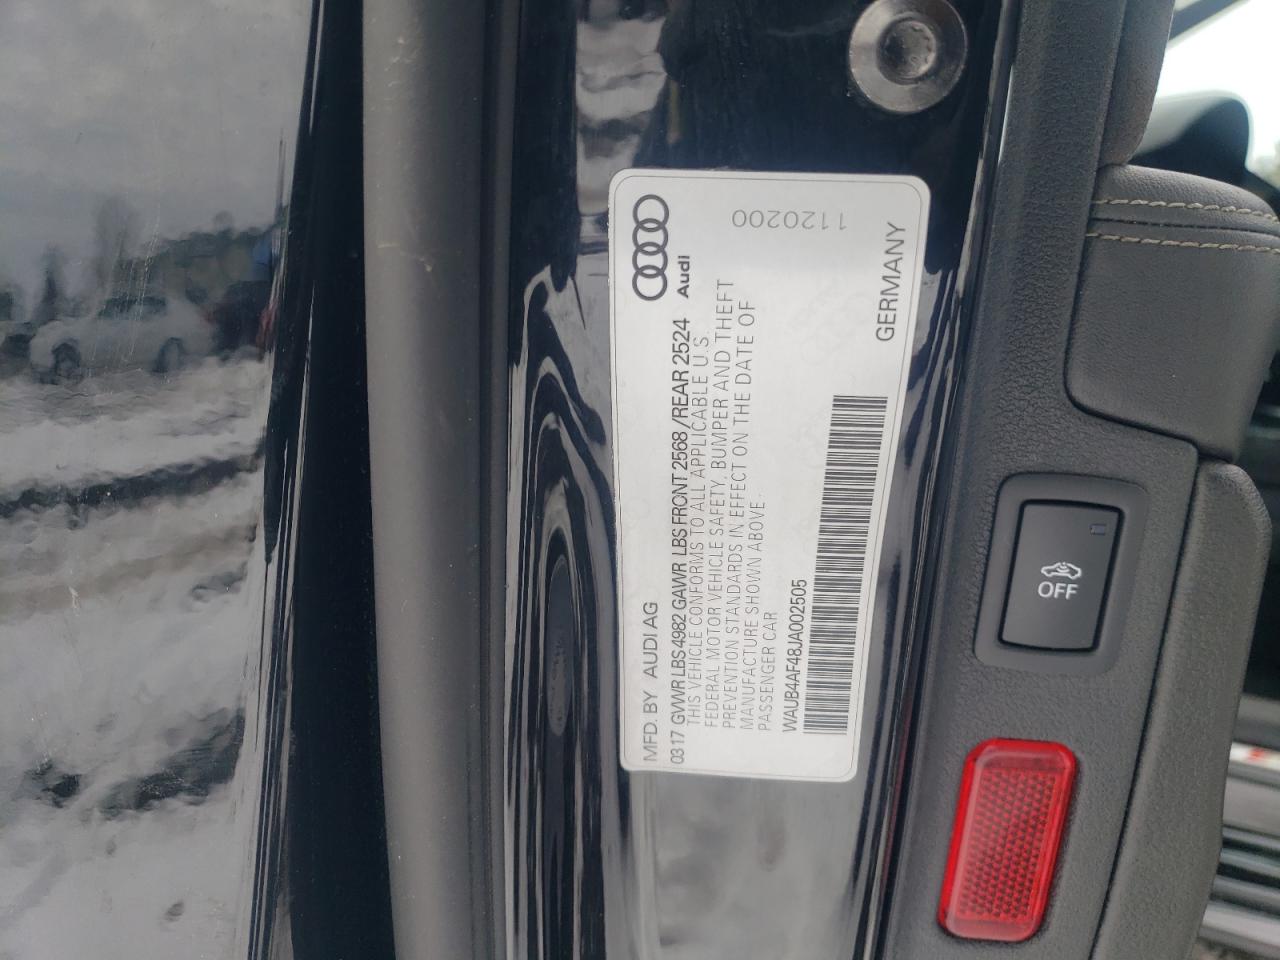 MFD. BY AUDI AG
Audi
0317 GVWR LBS 4982 GAWR LBS FRONT 2568 /REAR 2524
THIS VEHICLE CONFORMS TO ALL APPLICABLE U.S.
FEDERAL MOTOR VEHICLE SAFETY, BUMPER AND THEFT
PREVENTION STANDARDS IN EFFECT ON THE DATE OF
MANUFACTURE SHOWN ABOVE.
PASSENGER CAR
1120200
WAUB4AF48JA002505
GERMANY
OFF